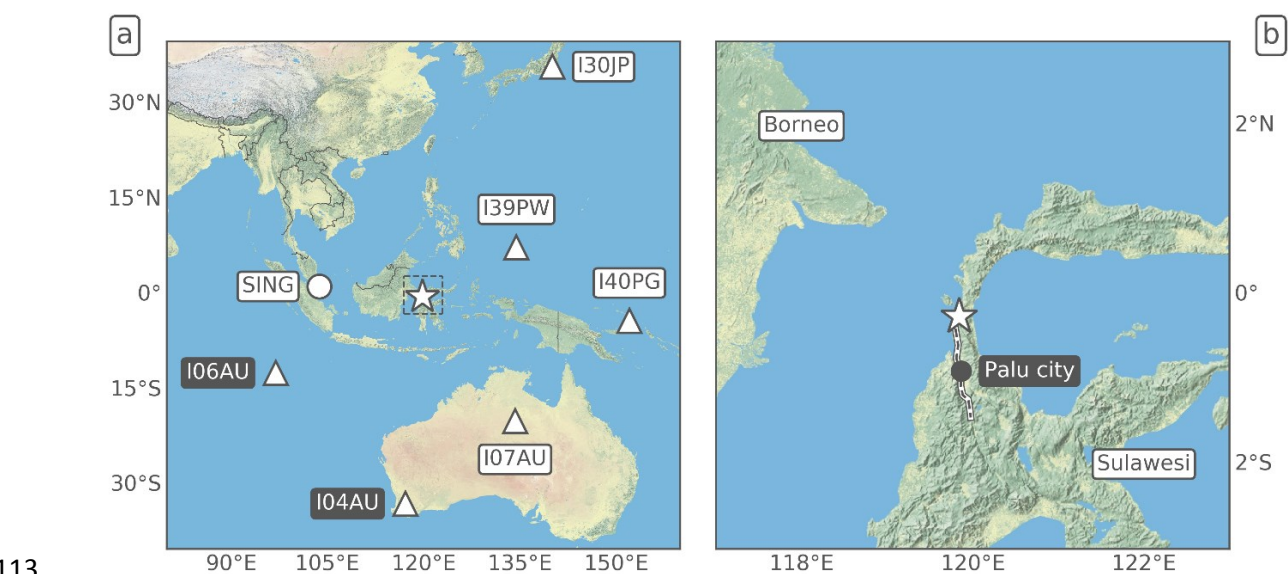 a
b
I30JP
30°N
Borneo
2°N
15°N
I39PW
SING
I40PG
0°
0°
I06AU
Palu city
15°S
I07AU
Sulawesi
2°S
30°S
I04AU
90°E 105°E 120°E 135°E 150°E
118°E 120°E 122°E